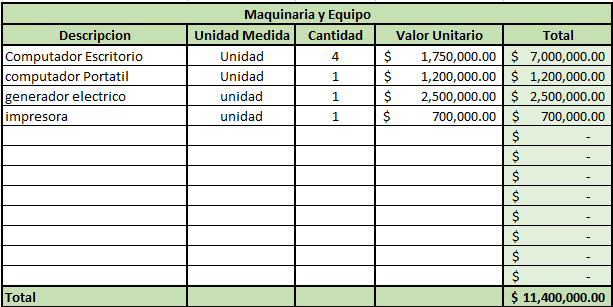 Maquinaria y Equipo
Descripcion Unidad Medida Cantidad Valor Unitario Total
Computador Escritorio Unidad 4 $ 1,750,000.00 $ 7,000,000.00
computador Portatil Unidad 1 $ 1,200,000.00 $ 1,200,000.00
generador electrico unidad 1 $ 2,500,000.00 $ 2,500,000.00
impresora unidad 1 $ 700,000.00 $ 700,000.00
$ -
$ -
$ -
$ -
$ -
$ -
$ -
$ -
Total $ 11,400,000.00